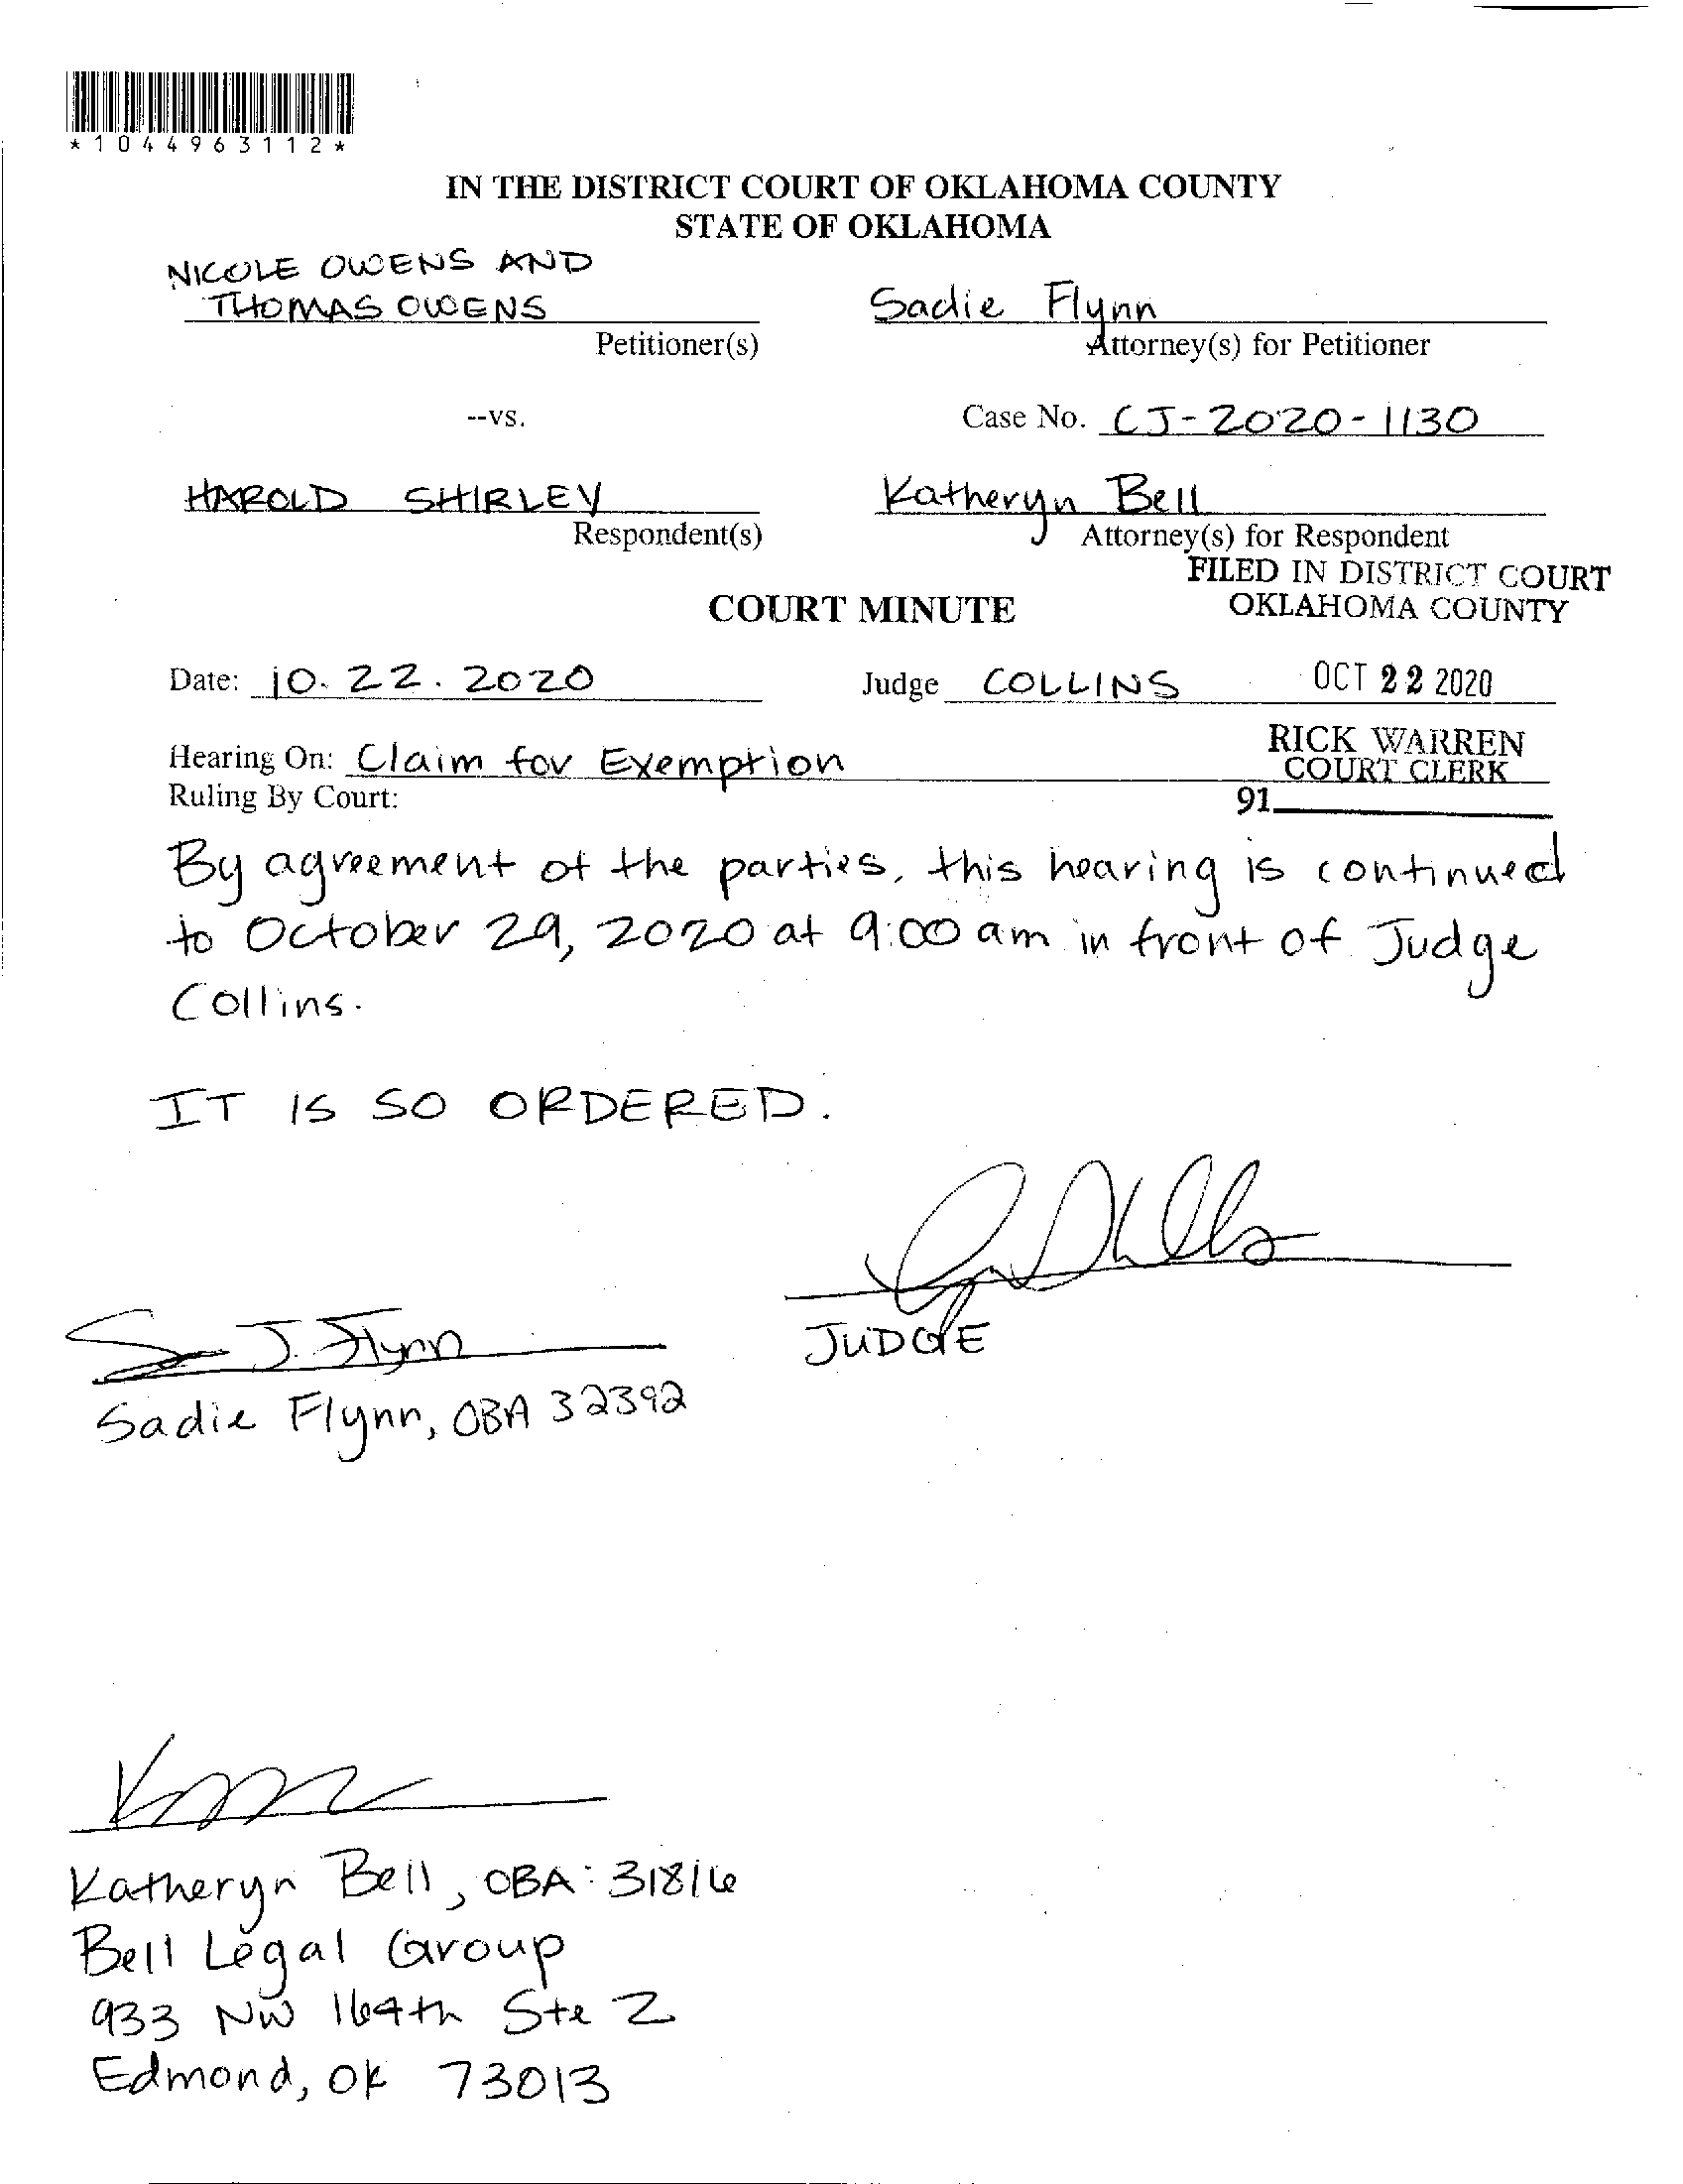 *1044963112*
IN THE DISTRICT COURT OF OKLAHOMA COUNTY
STATE OF OKLAHOMA
NICOLE OWENS AND
THOMAS OWENS
Petitioner(s)
Sadie Flynn
Attorney(s) for Petitioner
--vs.
Case No. CJ-2020-1130
HAROLD SHIRLEY
Respondent(s)
Katheryn Bell
Attorney(s) for Respondent
FILED IN DISTRICT COURT
OKLAHOMA COUNTY
COURT MINUTE
Date: 10.22.2020
Judge COLLINS
OCT 22 2020
Hearing On: Claim for Exemption
RICK WARREN
COURT CLERK
Ruling By Court:
91
By agreement of the parties, this hearing is continued
to October 29, 2020 at 9:00 am in front of Judge
Collins.
IT IS SO ORDERED.
JUDGE
S J. Flynn
Sadie Flynn, OBA 32392
Katheryn Bell, OBA: 31816
Bell Legal Group
933 NW 164th Ste 2
Edmond, OK 73013